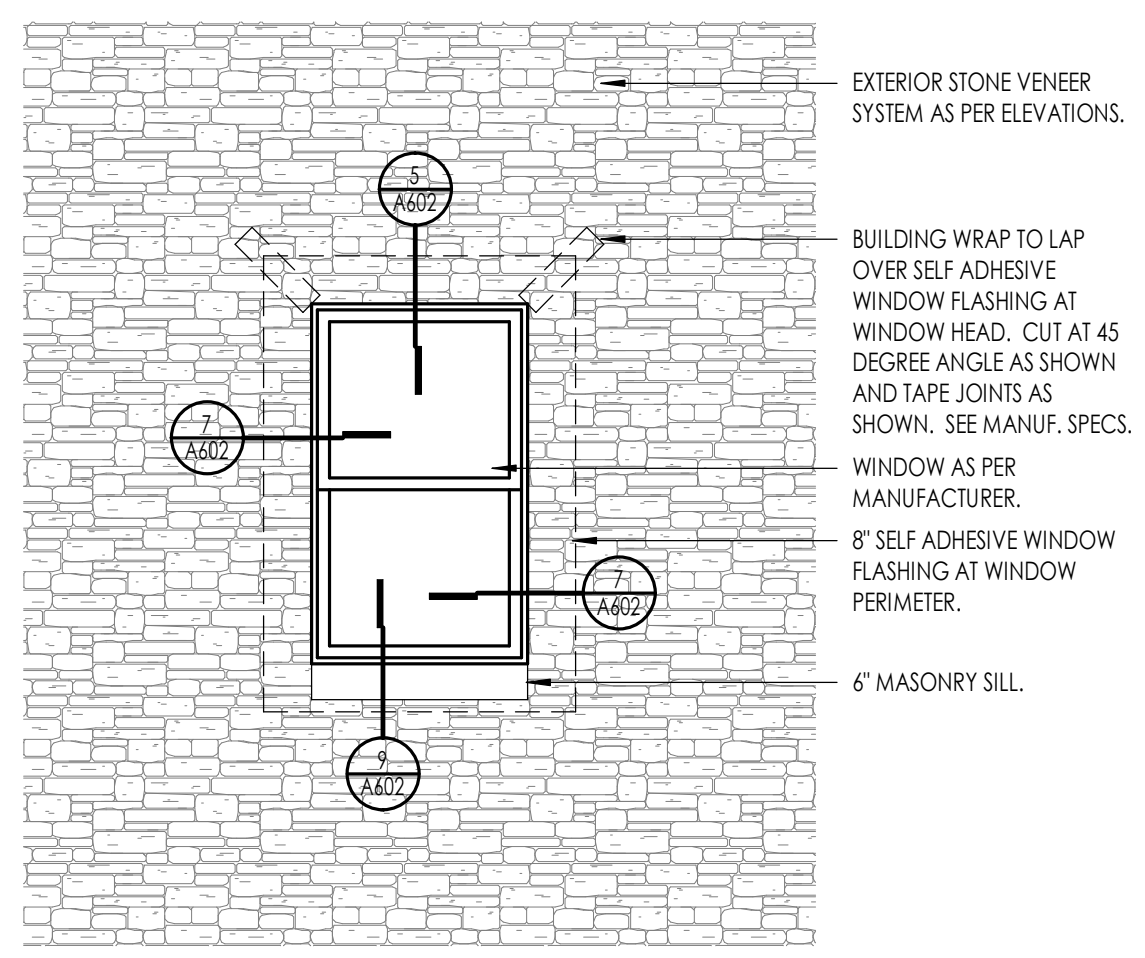 EXTERIOR STONE VENEER
SYSTEM AS PER ELEVATIONS.
5
A602
BUILDING WRAP TO LAP
OVER SELF ADHESIVE
WINDOW FLASHING AT
WINDOW HEAD. CUT AT 45
DEGREE ANGLE AS SHOWN
AND TAPE JOINTS AS
SHOWN. SEE MANUF. SPECS.
7
A602
WINDOW AS PER
MANUFACTURER.
8" SELF ADHESIVE WINDOW
FLASHING AT WINDOW
PERIMETER.
7
A602
6" MASONRY SILL.
9
A602